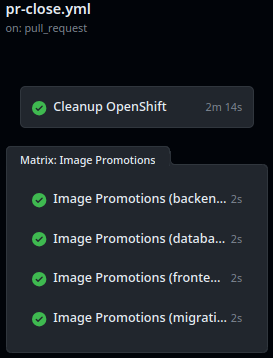 pr-close.yml
on: pull_request
Cleanup OpenShift 2m 14s
Matrix: Image Promotions
Image Promotions (backen... 2s
Image Promotions (databa... 2s
Image Promotions (fronte... 2s
Image Promotions (migrati... 2s